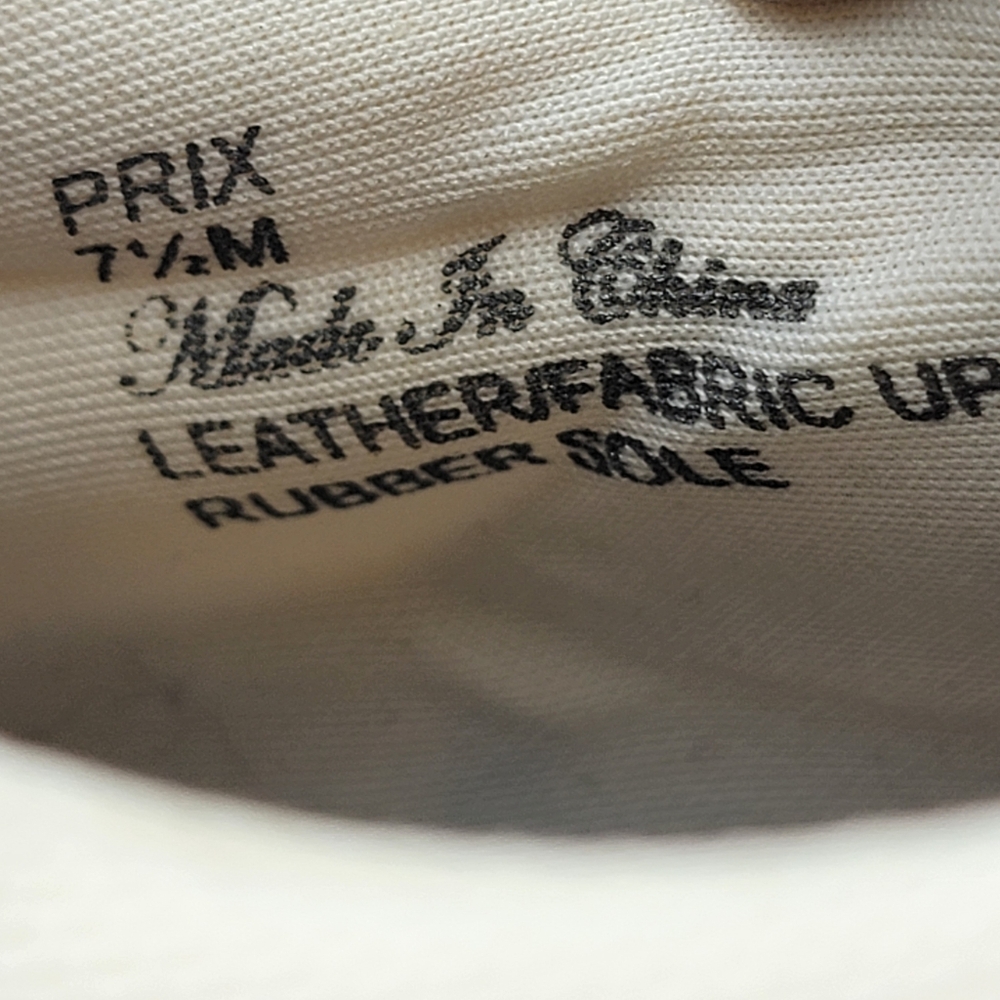 PRIX
7½M
Made In China
LEATHER/FABRIC UP
RUBBER SOLE